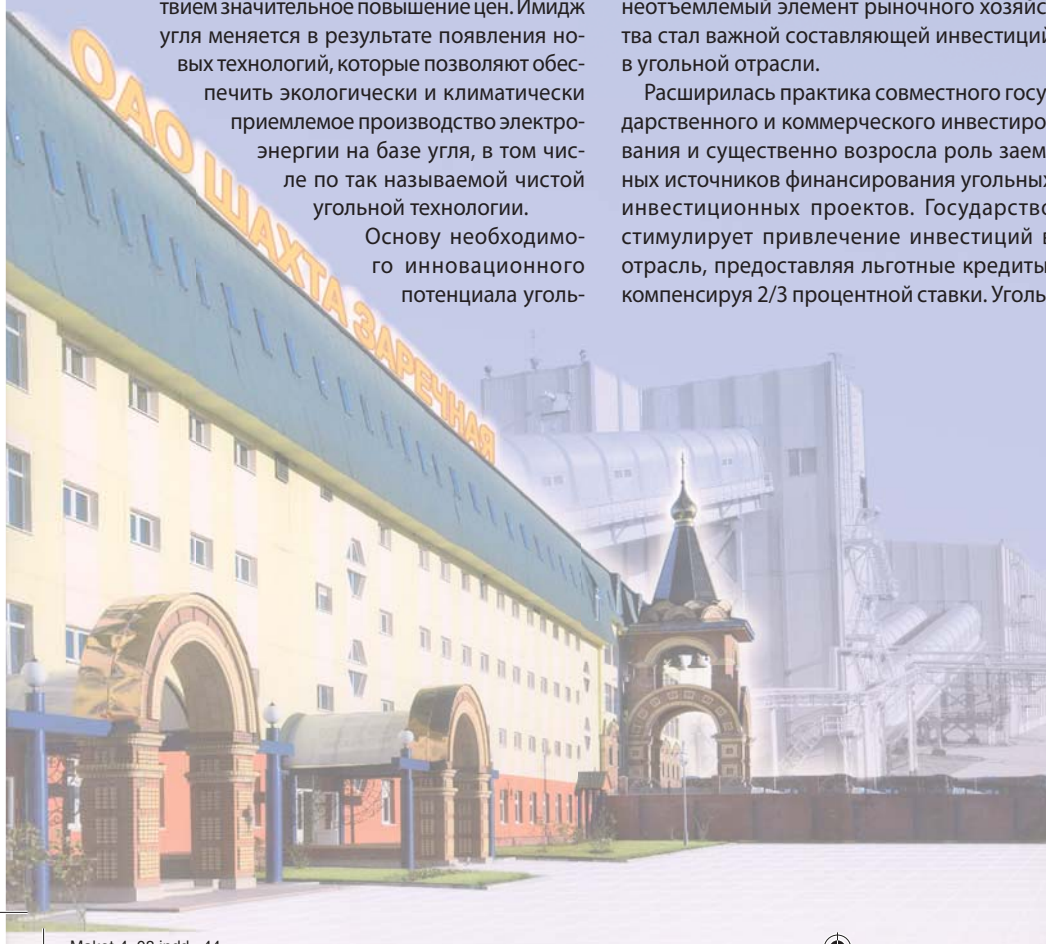 твием значительное повышение цен. Имидж
угля меняется в результате появления но-
вых технологий, которые позволяют обес-
печить экологически и климатически
приемлемое производство электро-
энергии на базе угля, в том чис-
ле по так называемой чистой
угольной технологии.
Основу необходимо-
го инновационного
потенциала уголь-
неотъемлемый элемент рыночного хозяйс
тва стал важной составляющей инвестиций
в угольной отрасли.
Расширилась практика совместного госу
дарственного и коммерческого инвестиро
вания и существенно возросла роль заем
ных источников финансирования угольных
инвестиционных проектов. Государство
стимулирует привлечение инвестиций в
отрасль, предоставляя льготные кредиты
компенсируя 2/3 процентной ставки. Уголь
ОАО ШАХТА ЗАРЕЧНАЯ